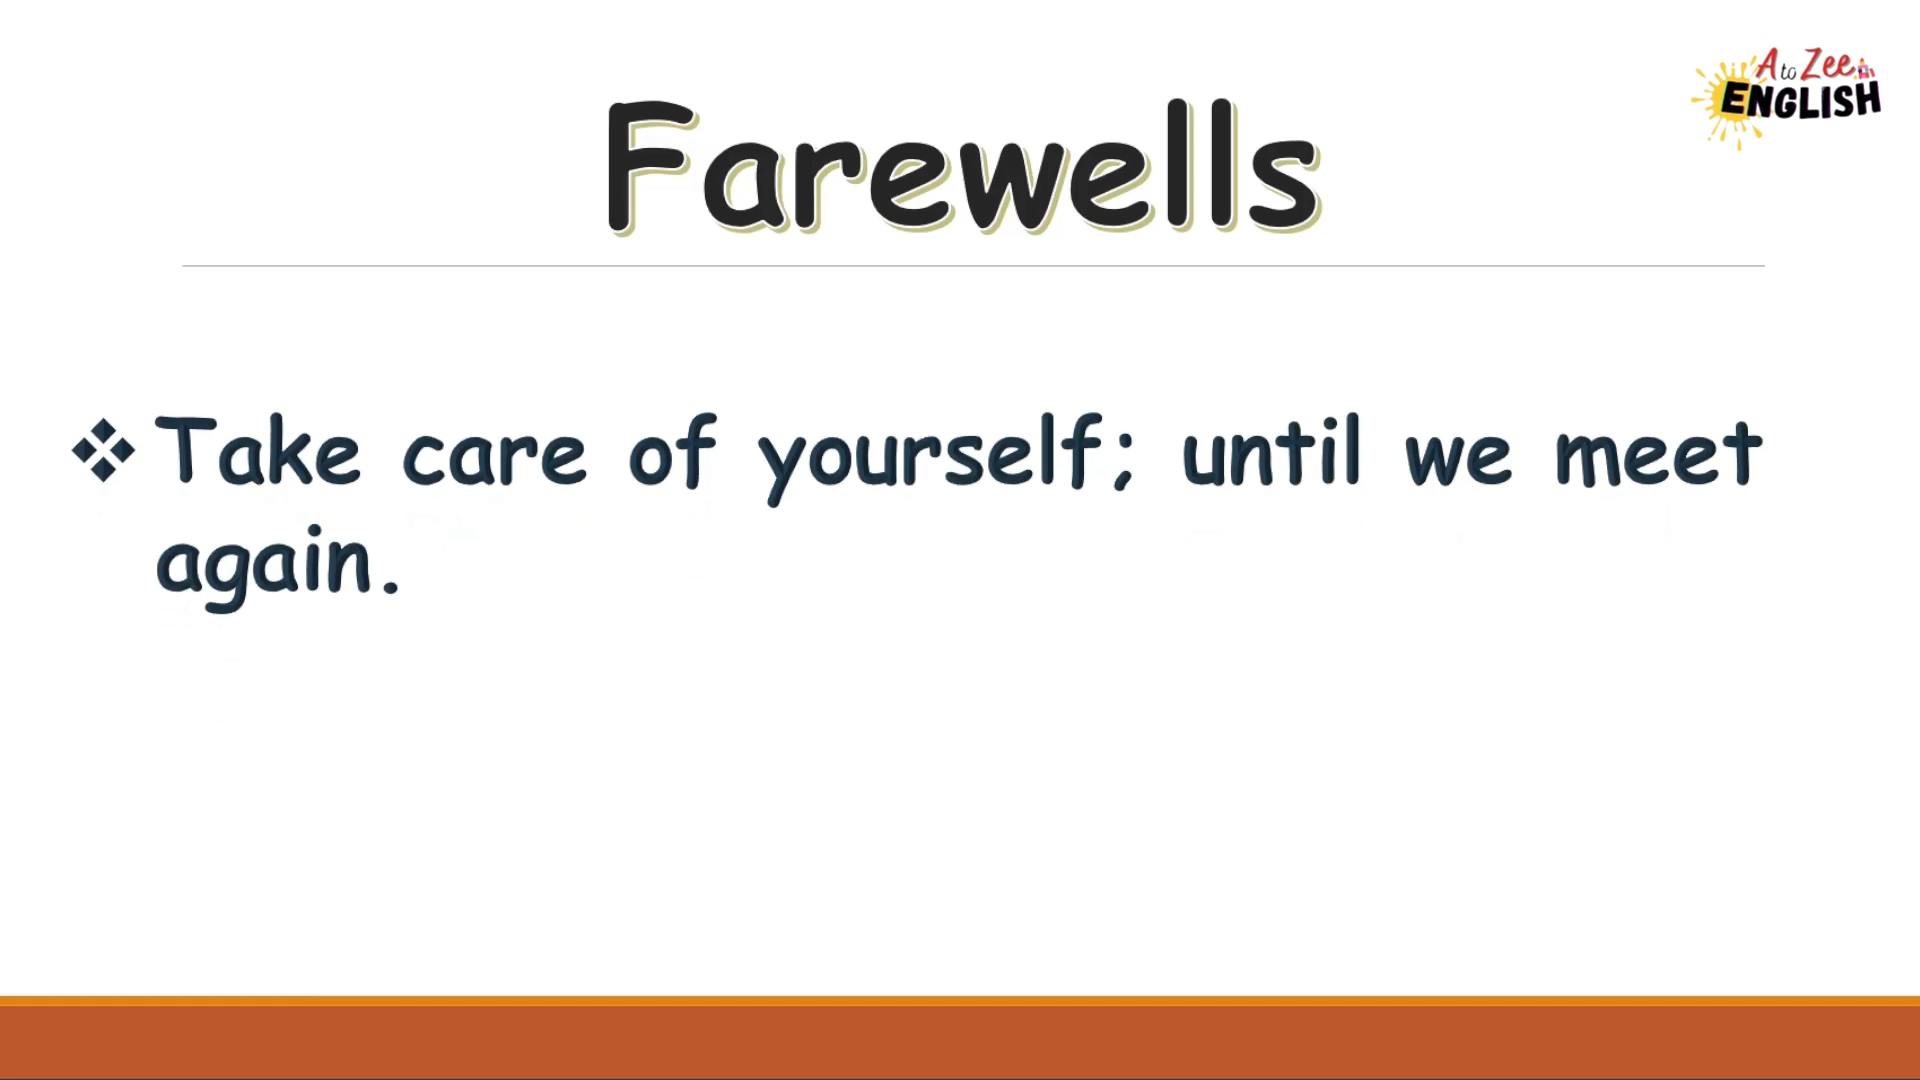 A to Zee
ENGLISH
Farewells
Take care of yourself; until we meet
again.